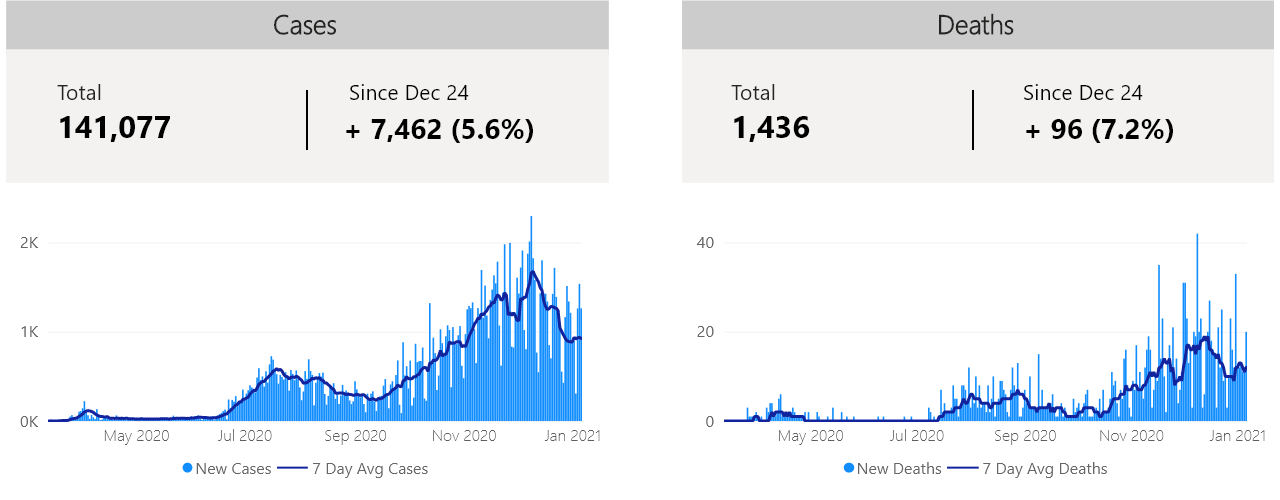 Cases
Total
Since Dec 24
141,077
+ 7,462 (5.6%)
2K
1K
0K
May 2020 Jul 2020 Sep 2020 Nov 2020 Jan 2021
New Cases 7 Day Avg Cases
Deaths
Total
Since Dec 24
1,436
+ 96 (7.2%)
40
20
0
May 2020 Jul 2020 Sep 2020 Nov 2020 Jan 2021
New Deaths 7 Day Avg Deaths